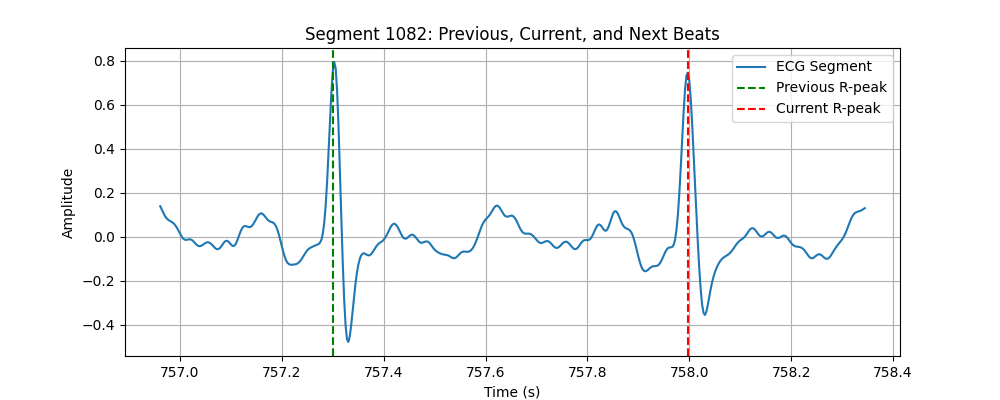 Segment 1082: Previous, Current, and Next Beats
ECG Segment
Previous R-peak
Current R-peak
Amplitude
0.8
0.6
0.4
0.2
0.0
−0.2
−0.4
757.0 757.2 757.4 757.6 757.8 758.0 758.2 758.4
Time (s)